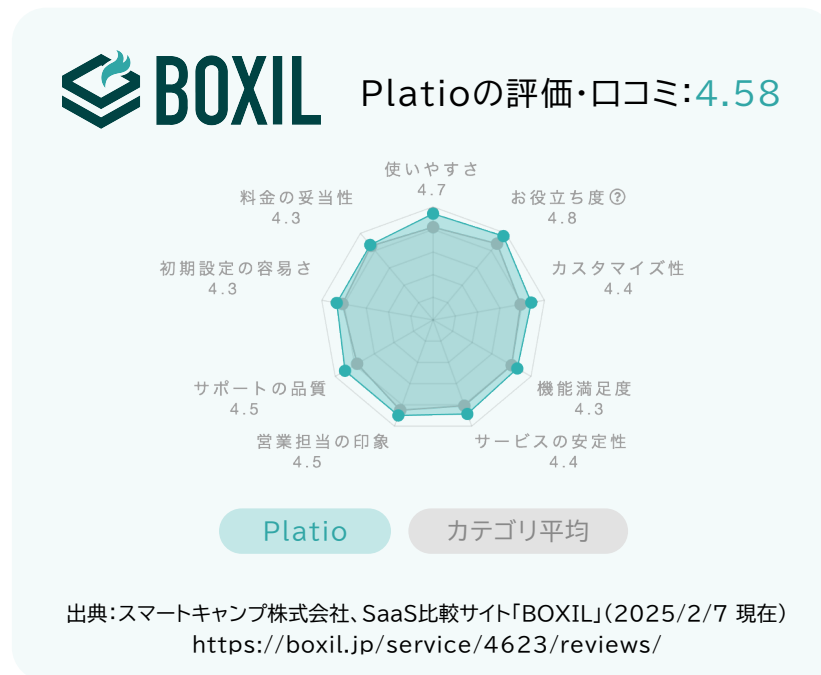 BOXIL
Platioの評価・口コミ：4.58
使いやすさ
4.7
お役立ち度?
4.8
カスタマイズ性
4.4
機能満足度
4.3
サービスの安定性
4.4
営業担当の印象
4.5
サポートの品質
4.5
初期設定の容易さ
4.3
料金の妥当性
4.3
Platio
カテゴリ平均
出典：スマートキャンプ株式会社、SaaS比較サイト「BOXIL」（2025/2/7 現在）
https://boxil.jp/service/4623/reviews/